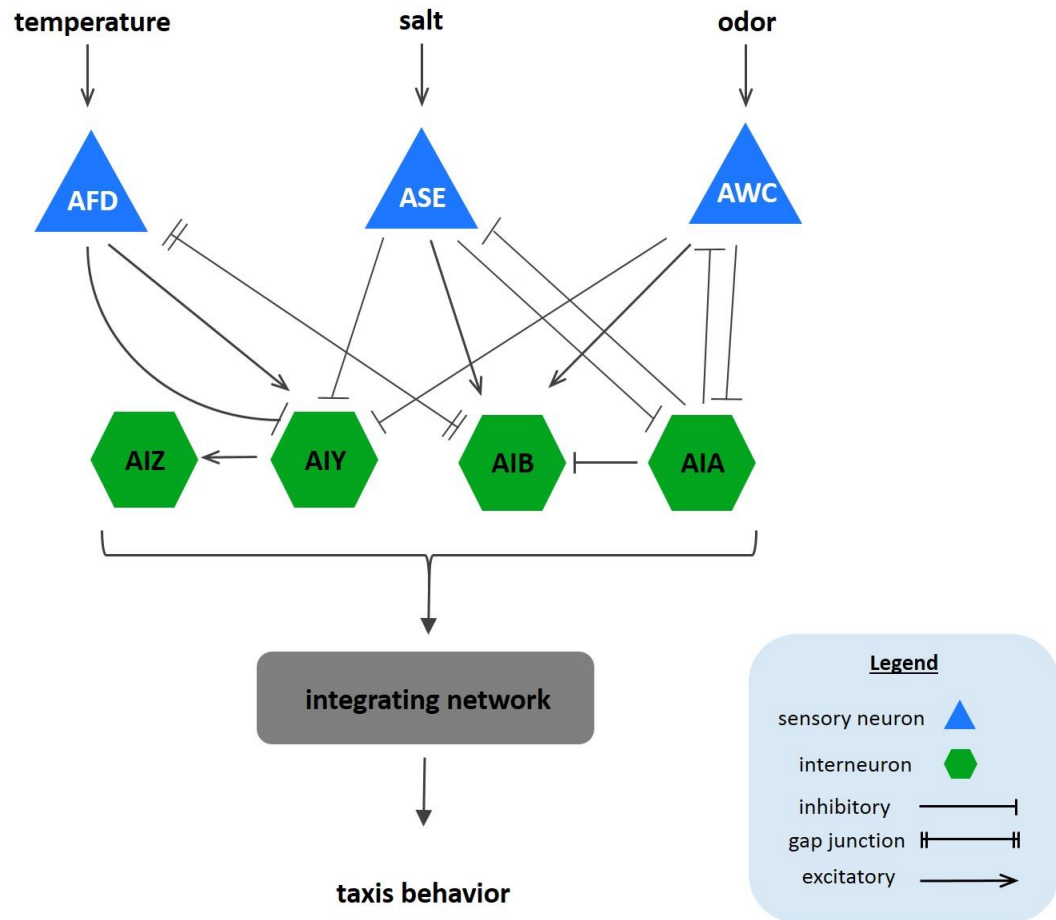 temperature
salt
odor
AFD
ASE
AWC
AIZ
AIY
AIB
AIA
integrating network
taxis behavior
Legend
sensory neuron
interneuron
inhibitory
gap junction
excitatory